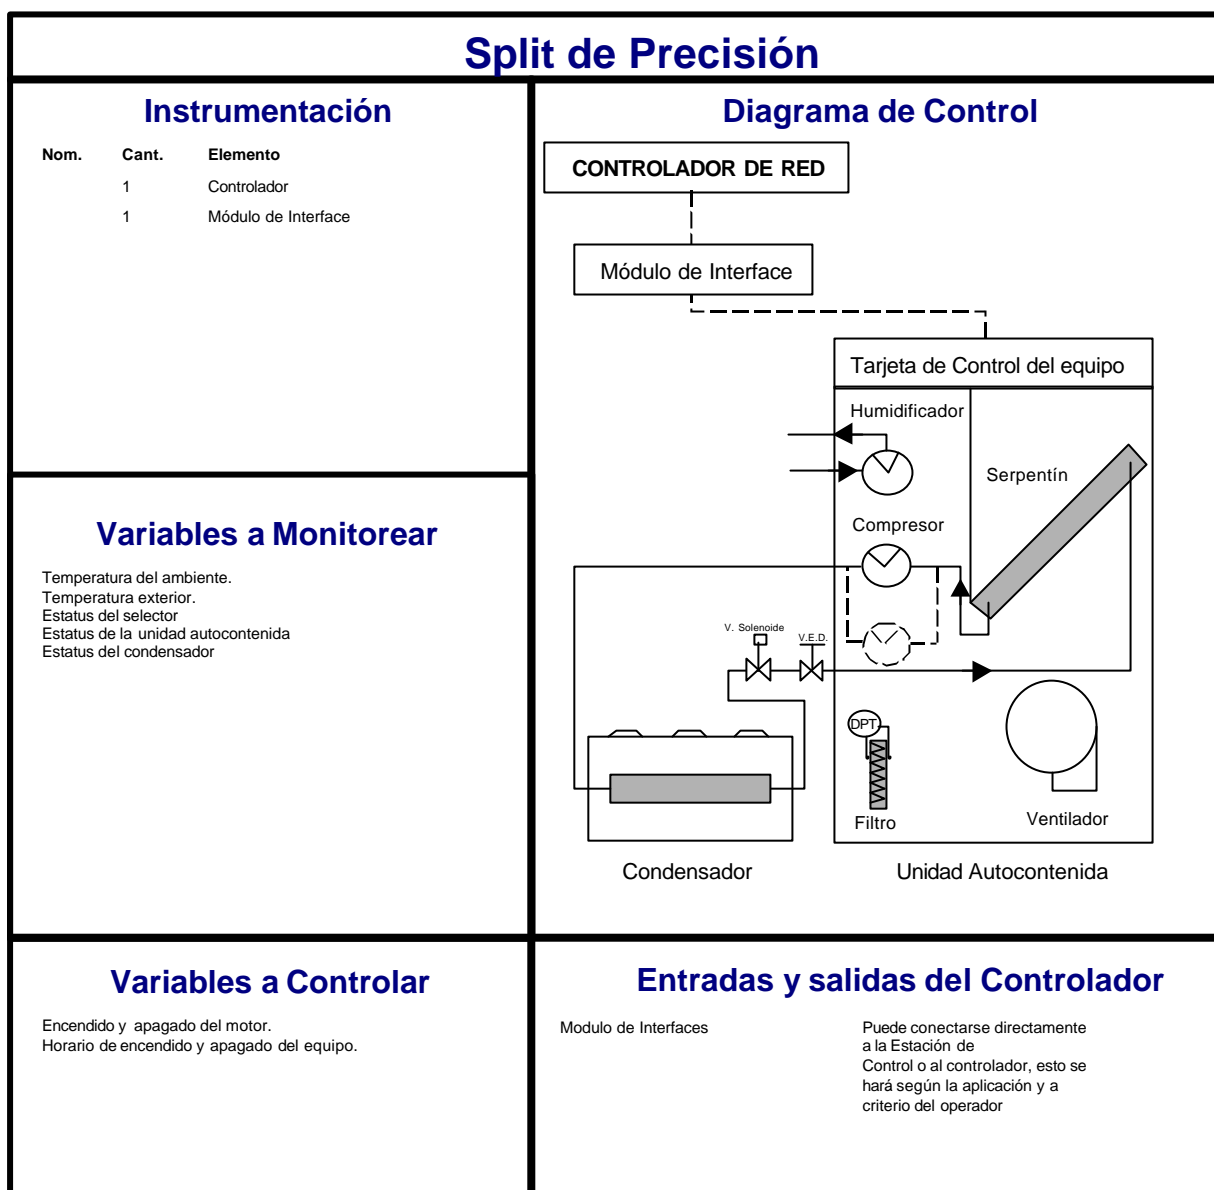 Split de Precisión
Instrumentación
Nom. Cant. Elemento
1 Controlador
1 Módulo de Interface
Variables a Monitorear
Temperatura del ambiente.
Temperatura exterior.
Estatus del selector
Estatus de la unidad autocontenida
Estatus del condensador
Variables a Controlar
Encendido y apagado del motor.
Horario de encendido y apagado del equipo.
Diagrama de Control
CONTROLADOR DE RED
Módulo de Interface
Tarjeta de Control del equipo
Humidificador
Serpentín
Compresor
V. Solenoide
V.E.D.
DPT
Filtro
Ventilador
Condensador
Unidad Autocontenida
Entradas y salidas del Controlador
Modulo de Interfaces
Puede conectarse directamente
a la Estación de
Control o al controlador, esto se
hará según la aplicación y a
criterio del operador